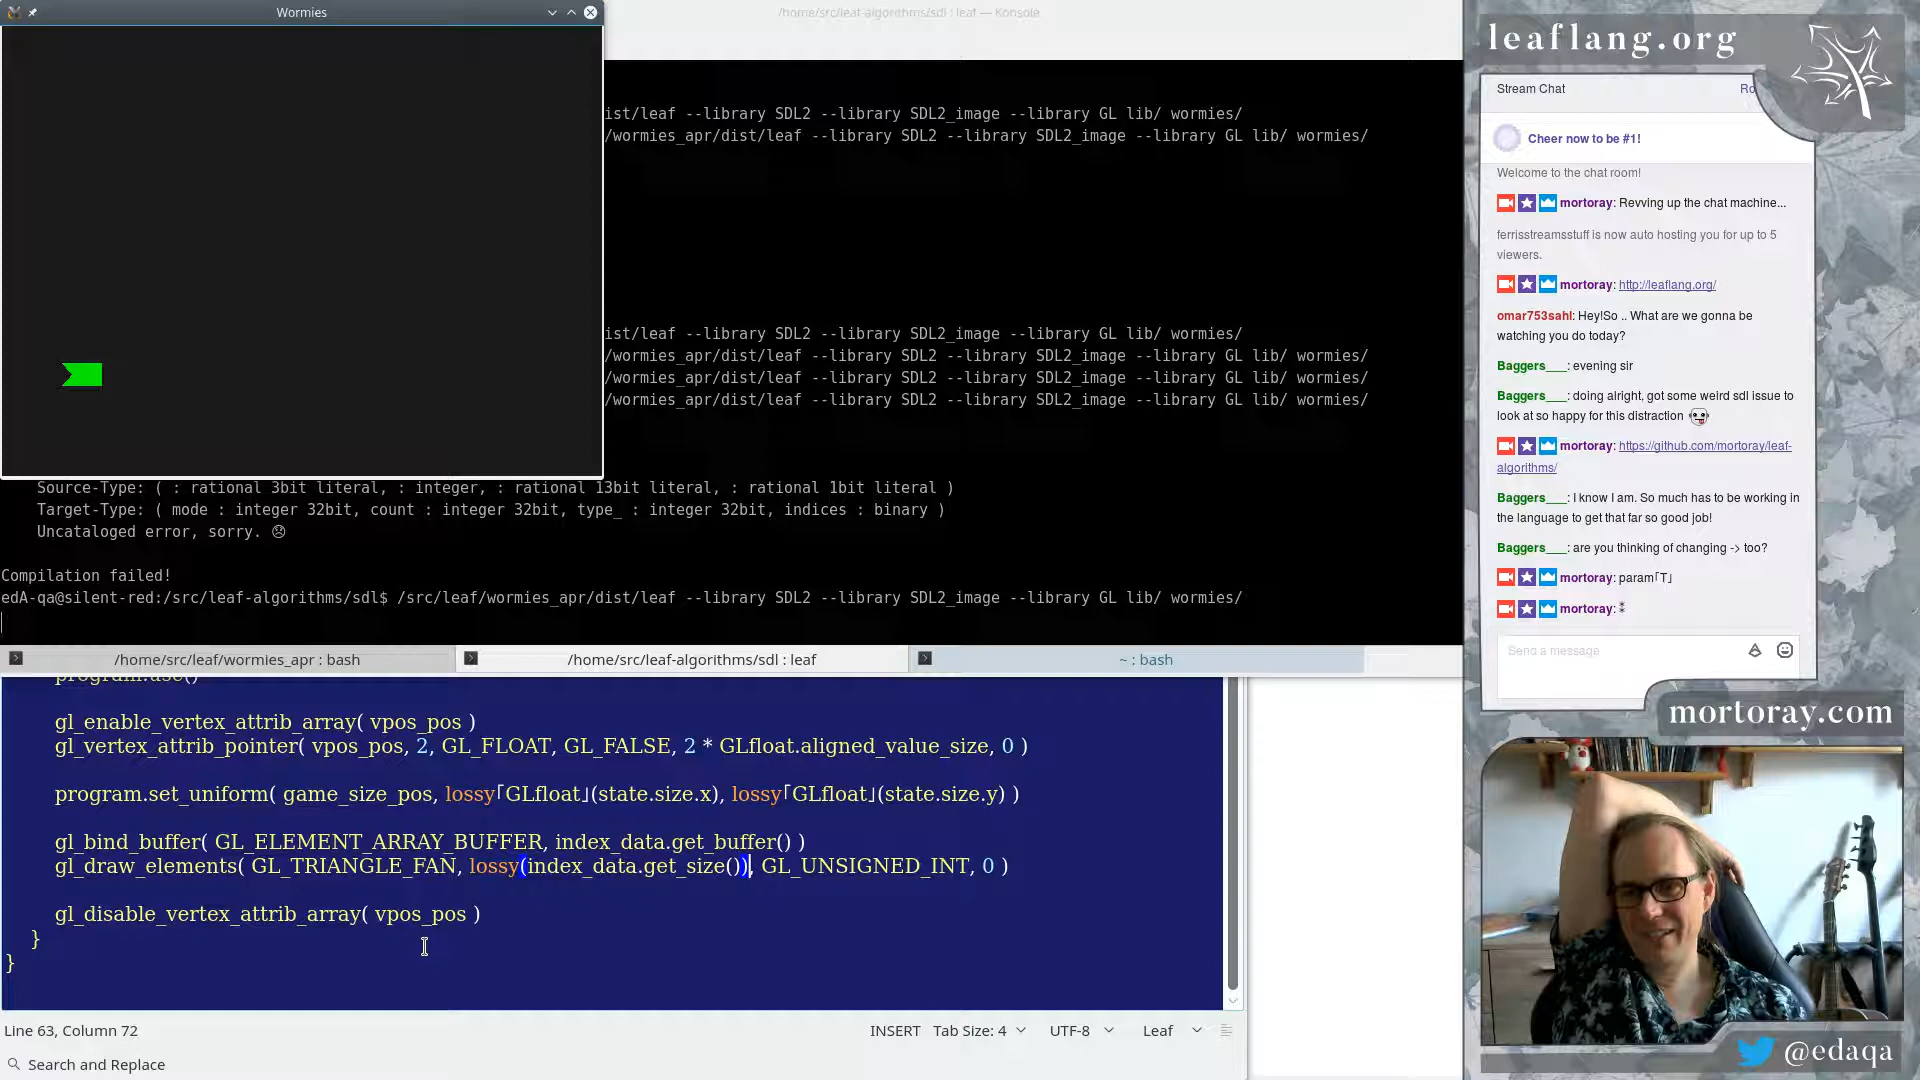 Wormies
/home/src/leaf-algorithms/sdl : leaf — Konsole
ist/leaf --library SDL2 --library SDL2_image --library GL lib/ wormies/
/wormies_apr/dist/leaf --library SDL2 --library SDL2_image --library GL lib/ wormies/
ist/leaf --library SDL2 --library SDL2_image --library GL lib/ wormies/
/wormies_apr/dist/leaf --library SDL2 --library SDL2_image --library GL lib/ wormies/
/wormies_apr/dist/leaf --library SDL2 --library SDL2_image --library GL lib/ wormies/
/wormies_apr/dist/leaf --library SDL2 --library SDL2_image --library GL lib/ wormies/
Source-Type: ( : rational 3bit literal, : integer, : rational 13bit literal, : rational 1bit literal )
Target-Type: ( mode : integer 32bit, count : integer 32bit, type_ : integer 32bit, indices : binary )
Uncataloged error, sorry. 😞
Compilation failed!
edA-qa@silent-red:/src/leaf-algorithms/sdl$ /src/leaf/wormies_apr/dist/leaf --library SDL2 --library SDL2_image --library GL lib/ wormies/
/home/src/leaf/wormies_apr : bash
/home/src/leaf-algorithms/sdl : leaf
~ : bash
program.use()
gl_enable_vertex_attrib_array( vpos_pos )
gl_vertex_attrib_pointer( vpos_pos, 2, GL_FLOAT, GL_FALSE, 2 * GLfloat.aligned_value_size, 0 )
program.set_uniform( game_size_pos, lossy「GLfloat」(state.size.x), lossy「GLfloat」(state.size.y) )
gl_bind_buffer( GL_ELEMENT_ARRAY_BUFFER, index_data.get_buffer() )
gl_draw_elements( GL_TRIANGLE_FAN, lossy(index_data.get_size()), GL_UNSIGNED_INT, 0 )
gl_disable_vertex_attrib_array( vpos_pos )
}
}
Line 63, Column 72
INSERT
Tab Size: 4
UTF-8
Leaf
Search and Replace
leaflang.org
Stream Chat
Ro
Cheer now to be #1!
Welcome to the chat room!
mortoray: Revving up the chat machine...
ferrisstreamsstuff is now auto hosting you for up to 5
viewers.
mortoray: http://leaflang.org/
omar753sahl: Hey!So .. What are we gonna be
watching you do today?
Baggers___: evening sir
Baggers___: doing alright, got some weird sdl issue to
look at so happy for this distraction
mortoray: https://github.com/mortoray/leaf-
algorithms/
Baggers___: I know I am. So much has to be working in
the language to get that far so good job!
Baggers___: are you thinking of changing -> too?
mortoray: param「T」
mortoray: ⁑
Send a message
mortoray.com
@edaqa